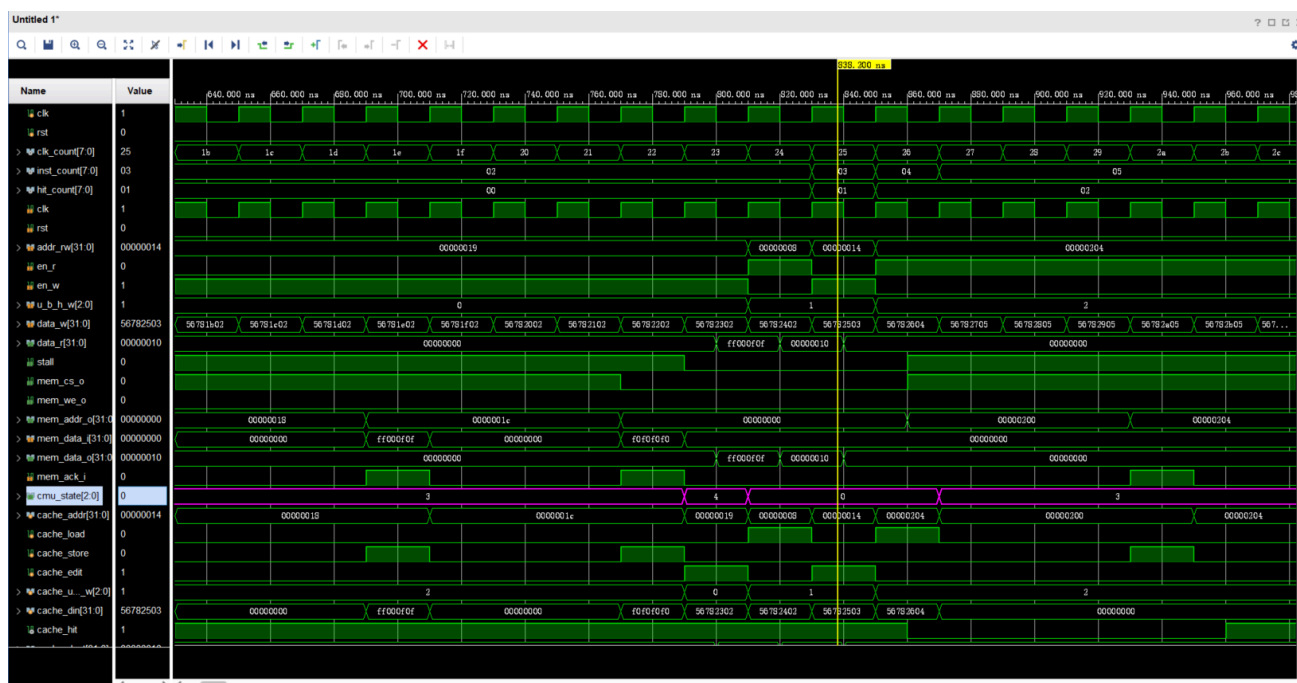 Untitled 1*
838.200 ns
Name Value
640.000 ns 660.000 ns 680.000 ns 700.000 ns 720.000 ns 740.000 ns 760.000 ns 780.000 ns 800.000 ns 820.000 ns 840.000 ns 860.000 ns 880.000 ns 900.000 ns 920.000 ns 940.000 ns 960.000 ns
clk 1
rst 0
clk_count[7:0] 25 1b 1c 1d 1e 1f 20 21 22 23 24 25 26 27 28 29 2a 2b 2c
inst_count[7:0] 03 02 03 04 05
hit_count[7:0] 01 00 01 02
clk 1
rst 0
addr_rw[31:0] 00000014 00000019 00000008 00000014 00000204
en_r 0
en_w 1
u_b_h_w[2:0] 1 0 1 2
data_w[31:0] 56782503 56781b02 56781c02 56781d02 56781e02 56781f02 56782002 56782102 56782202 56782302 56782402 56782503 56782604 56782705 56782805 56782905 56782a05 56782b05 567...
data_r[31:0] 00000010 00000000 ff000f0f 00000010 00000000
stall 0
mem_cs_o 0
mem_we_o 0
mem_addr_o[31:0 00000000 00000018 0000001c 00000000 00000200 00000204
mem_data_i[31:0] 00000000 00000000 ff000f0f 00000000 f0f0f0f0 00000000
mem_data_o[31:0 00000010 00000000 ff000f0f 00000010 00000000
mem_ack_i 0
cmu_state[2:0] 0 3 4 0 3
cache_addr[31:0] 00000014 00000018 0000001c 00000019 00000008 00000014 00000204 00000200 00000204
cache_load 0
cache_store 0
cache_edit 1
cache_u..._w[2:0] 1 2 0 1 2
cache_din[31:0] 56782503 00000000 ff000f0f 00000000 f0f0f0f0 56782302 56782402 56782503 56782604 00000000
cache_hit 1